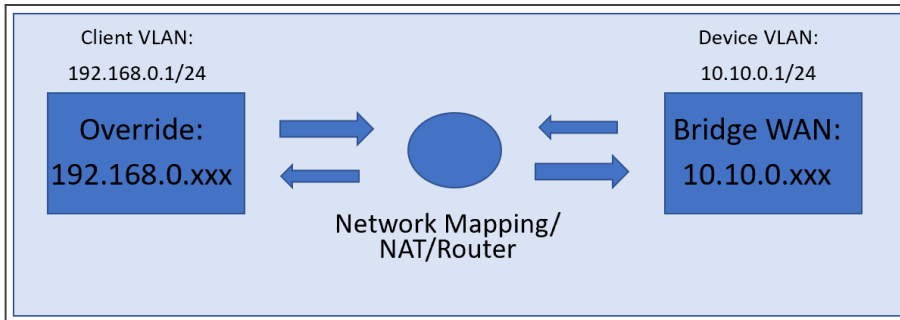 Client VLAN:
192.168.0.1/24
Override:
192.168.0.xxx
Network Mapping/
NAT/Router
Device VLAN:
10.10.0.1/24
Bridge WAN:
10.10.0.xxx